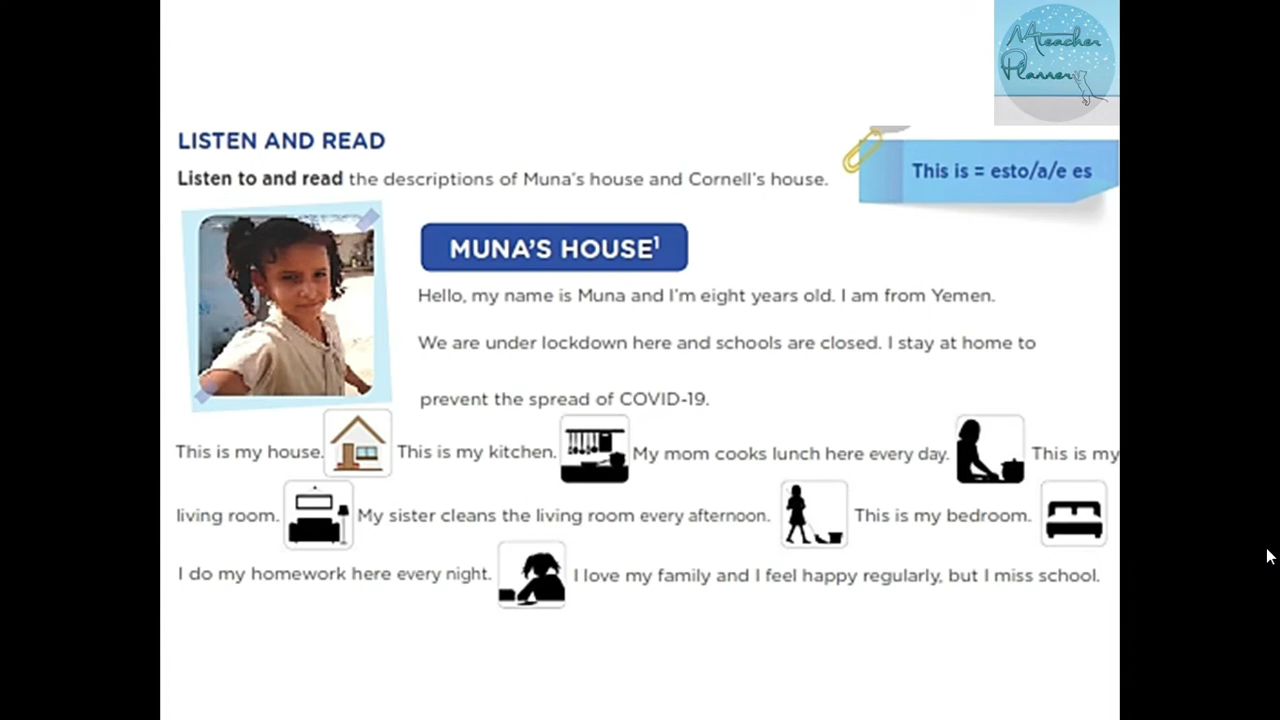 Mteacher
Planner
LISTEN AND READ
This is = esto/a/e es
Listen to and read the descriptions of Muna's house and Cornell's house.
MUNA'S HOUSE¹
Hello, my name is Muna and I'm eight years old. I am from Yemen.
We are under lockdown here and schools are closed. I stay at home to
prevent the spread of COVID-19.
This is my house. This is my kitchen. My mom cooks lunch here every day. This is my
living room. My sister cleans the living room every afternoon. This is my bedroom.
I do my homework here every night. I love my family and I feel happy regularly, but I miss school.